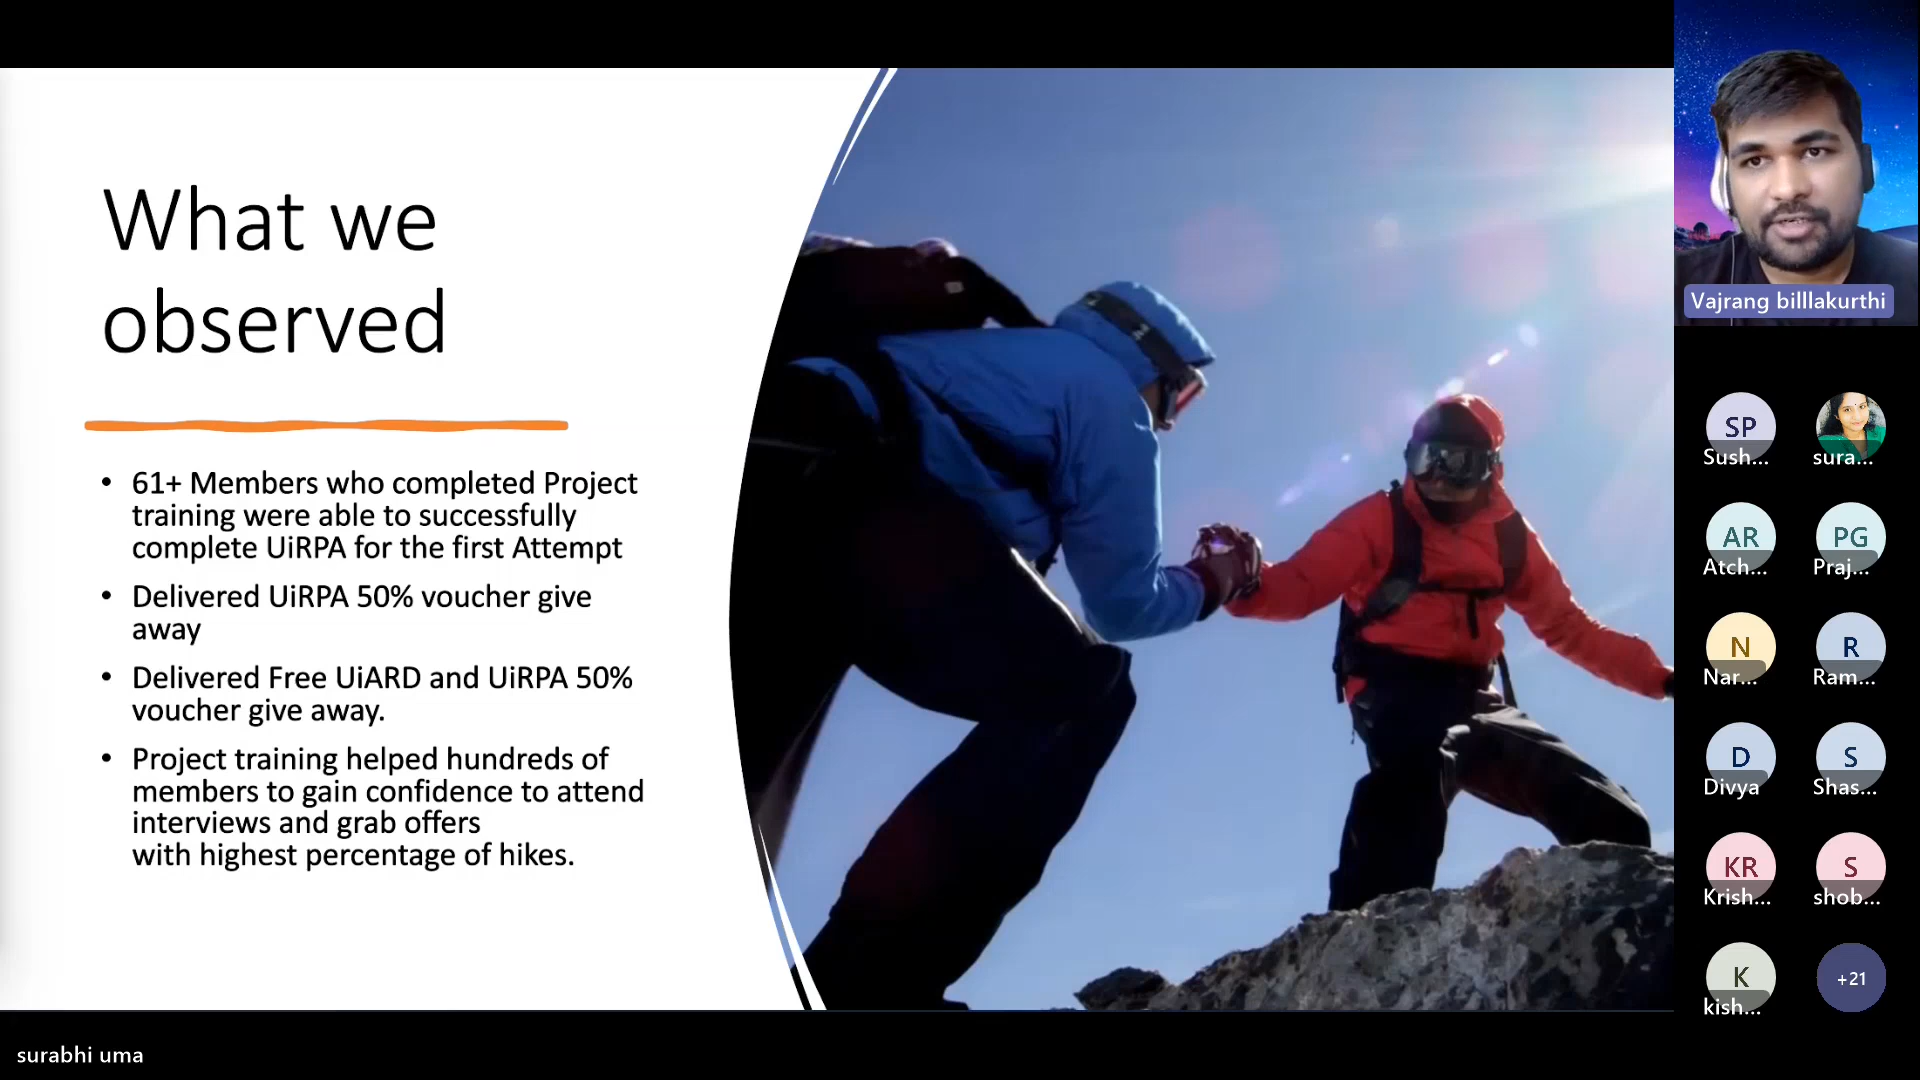 What we
observed
• 61+ Members who completed Project
training were able to successfully
complete UiRPA for the first Attempt
• Delivered UiRPA 50% voucher give
away
• Delivered Free UiARD and UiRPA 50%
voucher give away.
• Project training helped hundreds of
members to gain confidence to attend
interviews and grab offers
with highest percentage of hikes.
Vajrang billlakurthi
SP
Sush...
sura...
AR
Atch...
PG
Praj...
N
Nar...
R
Ram...
D
Divya
S
Shas...
KR
Krish...
S
shob...
K
kish...
+21
surabhi uma